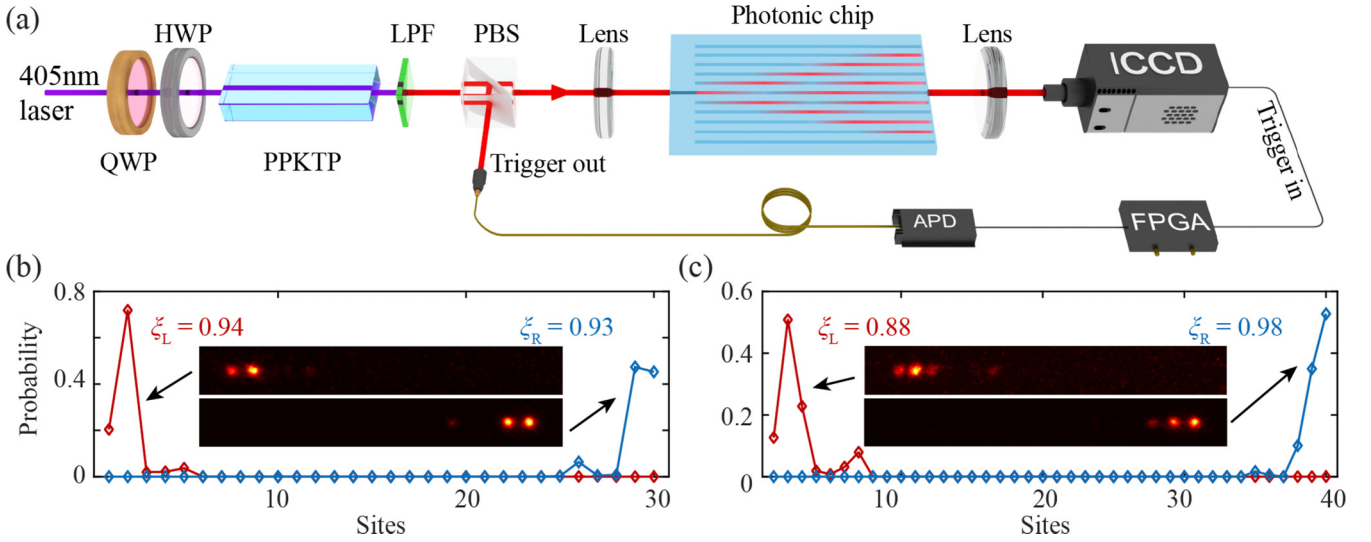 (a)
405nm
laser
QWP
HWP
PPKTP
LPF
PBS
Lens
Photonic chip
Lens
ICCD
Trigger out
APD
FPGA
Trigger in
(b)
Probability
0.8
0.4
0
ξL = 0.94
ξR = 0.93
10
20
30
Sites
(c)
0.6
0.4
0.2
0
ξL = 0.88
ξR = 0.98
10
20
30
40
Sites